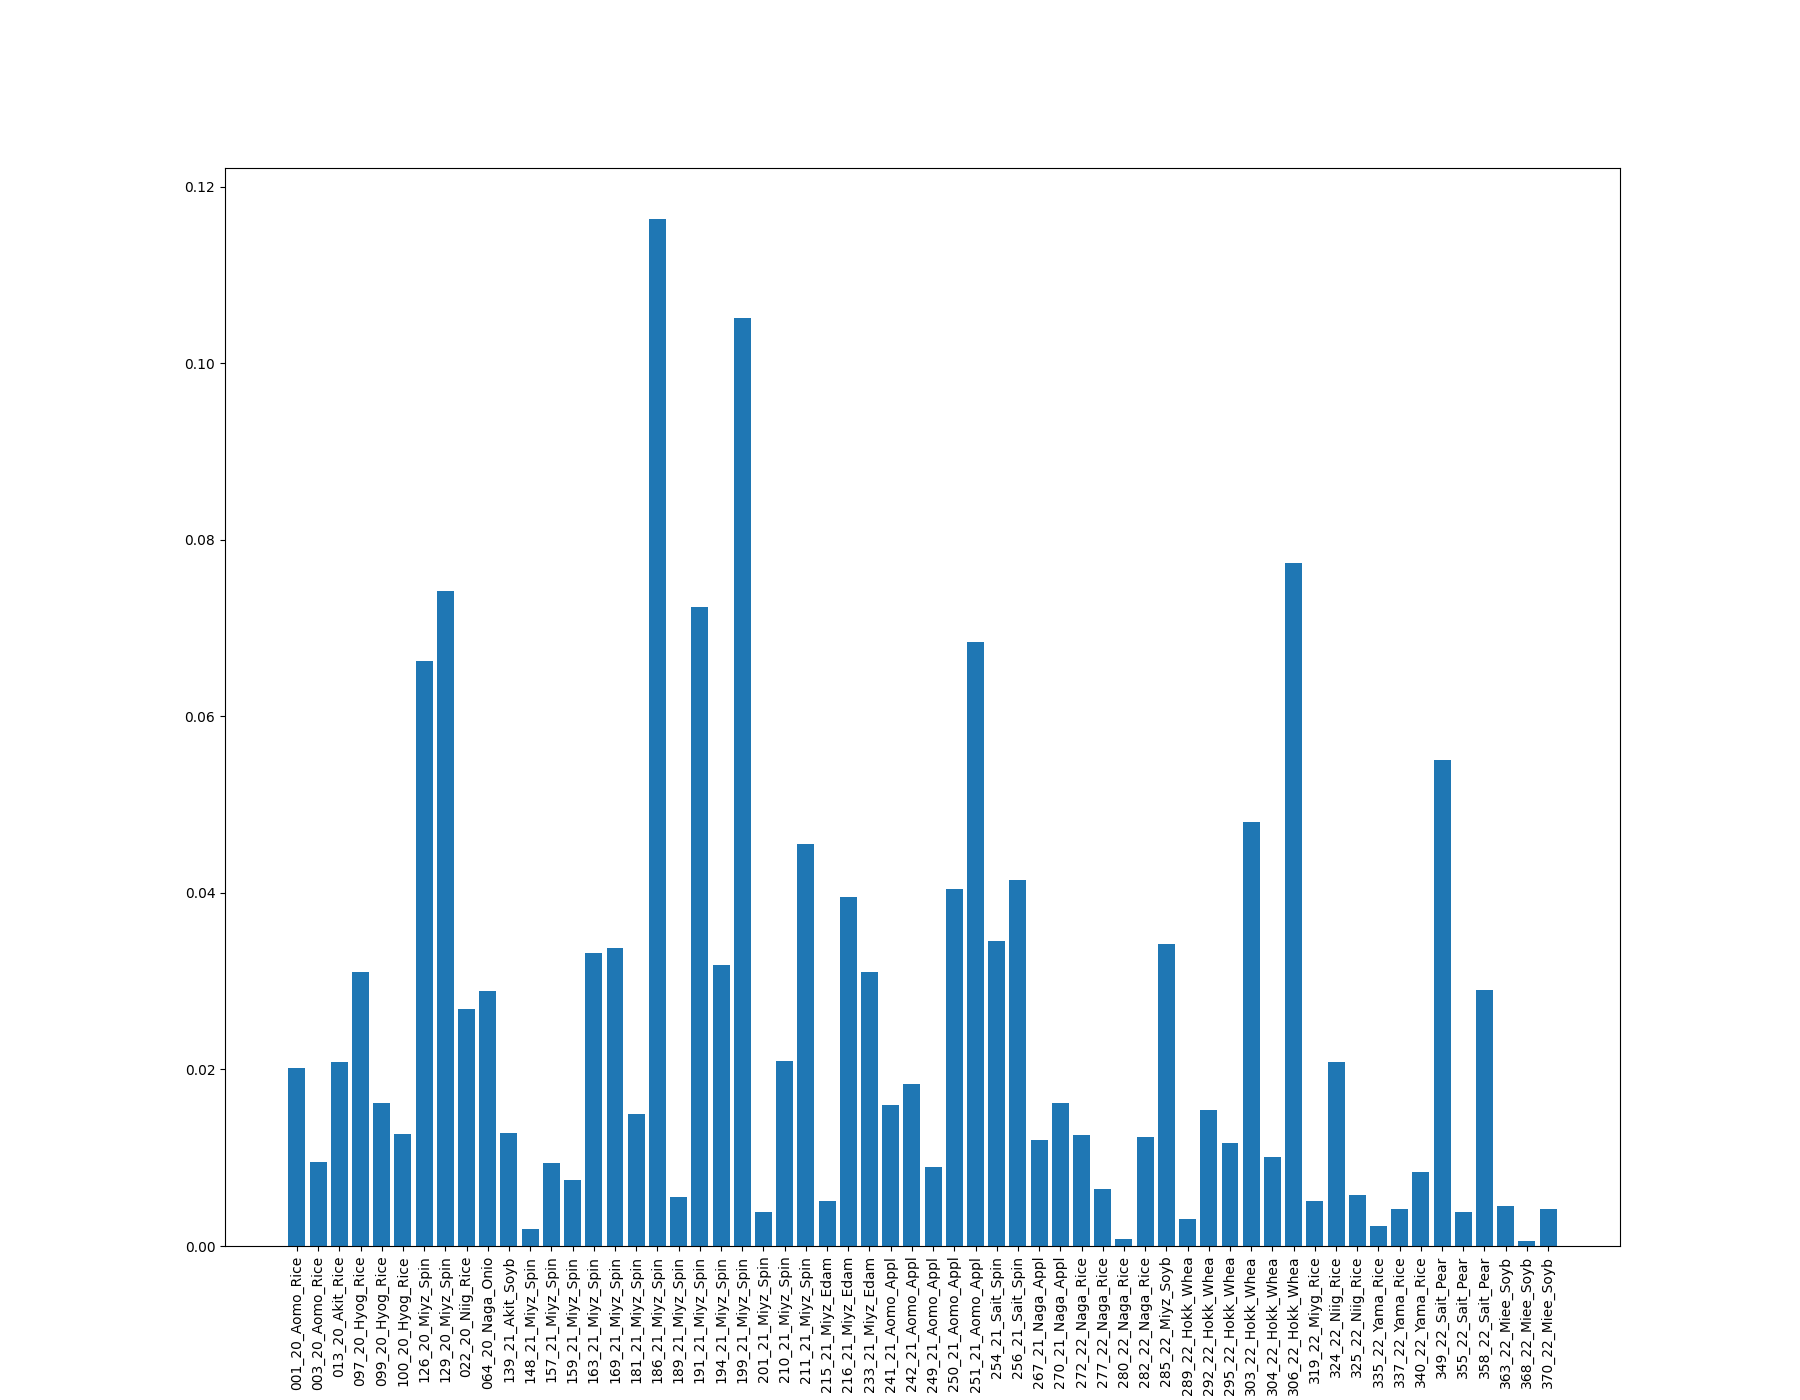 0.12
0.10
0.08
0.06
0.04
0.02
0.00
001_20_Aomo_Rice
003_20_Aomo_Rice
013_20_Akit_Rice
097_20_Hyog_Rice
099_20_Hyog_Rice
100_20_Hyog_Rice
126_20_Miyz_Spin
129_20_Miyz_Spin
022_20_Niig_Rice
064_20_Naga_Onio
139_21_Akit_Soyb
148_21_Miyz_Spin
157_21_Miyz_Spin
159_21_Miyz_Spin
163_21_Miyz_Spin
169_21_Miyz_Spin
181_21_Miyz_Spin
186_21_Miyz_Spin
189_21_Miyz_Spin
191_21_Miyz_Spin
194_21_Miyz_Spin
199_21_Miyz_Spin
201_21_Miyz_Spin
210_21_Miyz_Spin
211_21_Miyz_Spin
215_21_Miyz_Edam
216_21_Miyz_Edam
233_21_Miyz_Edam
241_21_Aomo_Appl
242_21_Aomo_Appl
249_21_Aomo_Appl
250_21_Aomo_Appl
251_21_Aomo_Appl
254_21_Sait_Spin
256_21_Sait_Spin
267_21_Naga_Appl
270_21_Naga_Appl
272_22_Naga_Rice
277_22_Naga_Rice
280_22_Naga_Rice
282_22_Naga_Rice
285_22_Miyz_Soyb
289_22_Hokk_Whea
292_22_Hokk_Whea
295_22_Hokk_Whea
303_22_Hokk_Whea
304_22_Hokk_Whea
306_22_Hokk_Whea
319_22_Miyg_Rice
324_22_Niig_Rice
325_22_Niig_Rice
335_22_Yama_Rice
337_22_Yama_Rice
340_22_Yama_Rice
349_22_Sait_Pear
355_22_Sait_Pear
358_22_Sait_Pear
363_22_Miee_Soyb
368_22_Miee_Soyb
370_22_Miee_Soyb